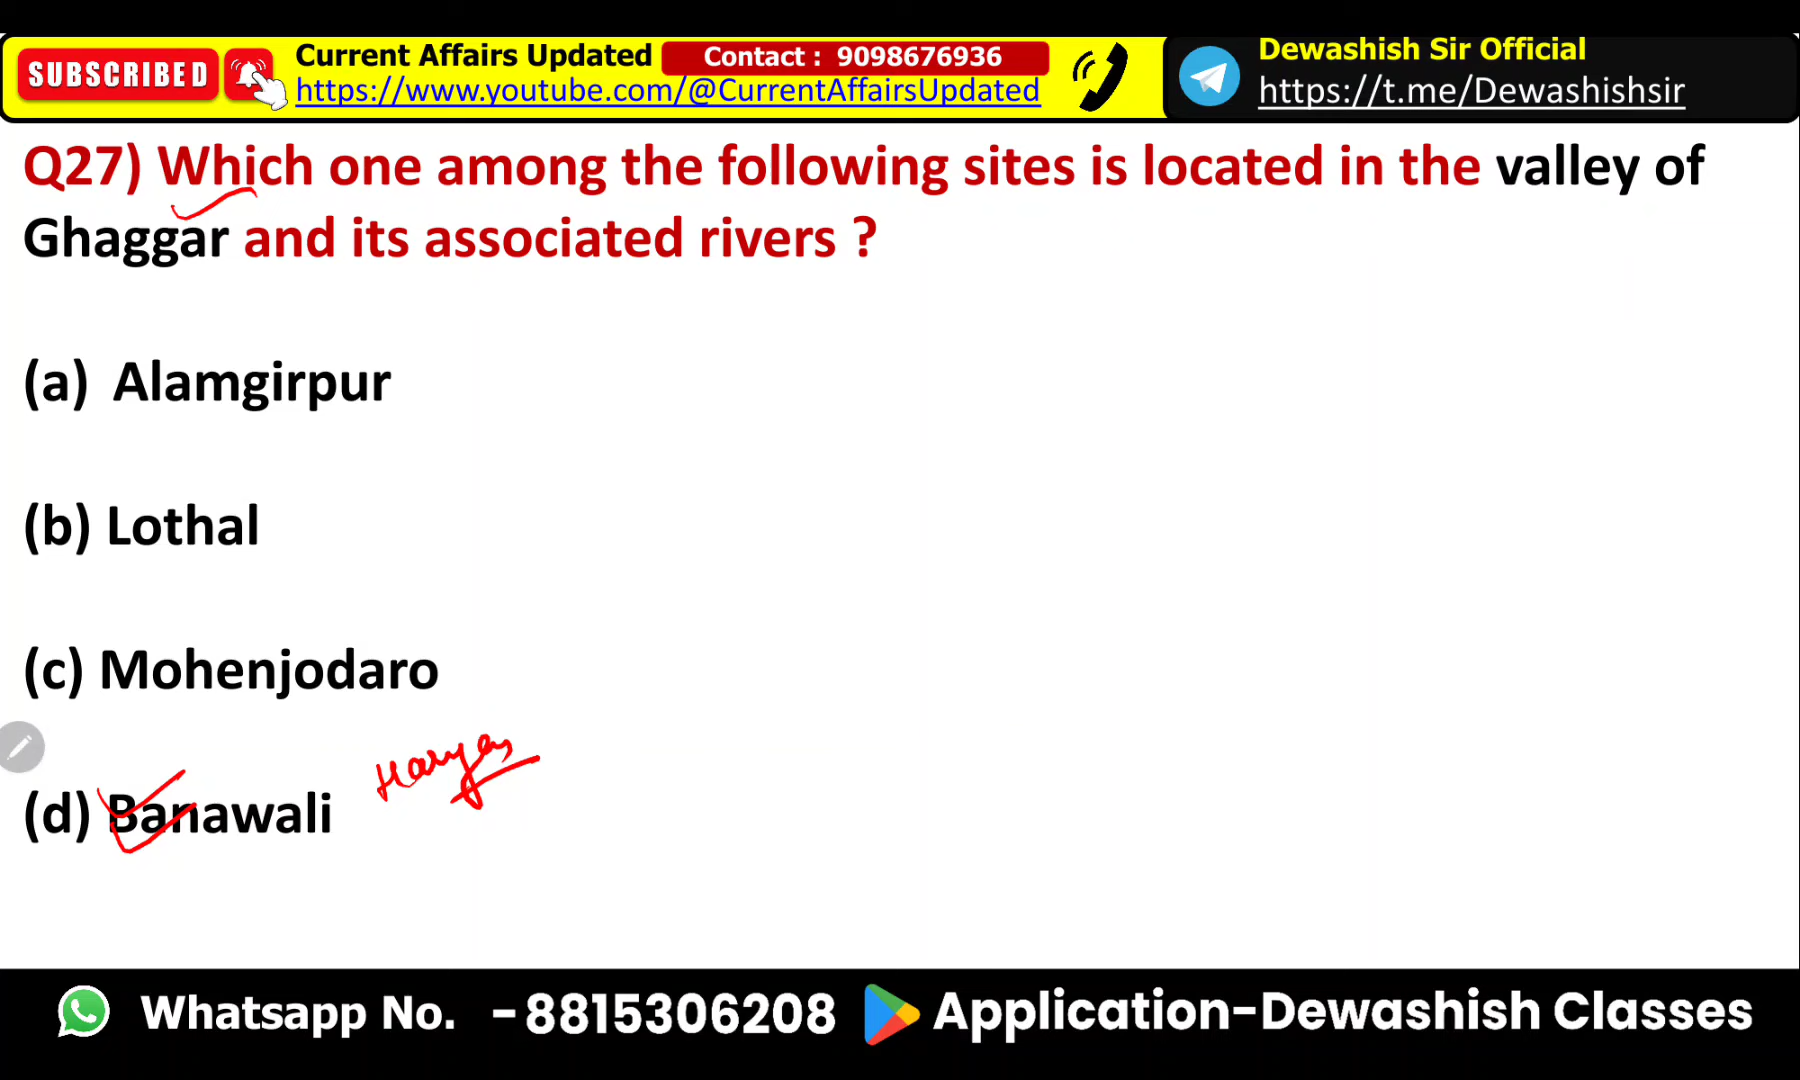 SUBSCRIBED
Current Affairs Updated
Contact : 9098676936
https://www.youtube.com/@CurrentAffairsUpdated
Dewashish Sir Official
https://t.me/Dewashishsir
Q27) Which one among the following sites is located in the valley of
Ghaggar and its associated rivers ?
(a) Alamgirpur
(b) Lothal
(c) Mohenjodaro
(d) Banawali
Whatsapp No. -8815306208
Application-Dewashish Classes